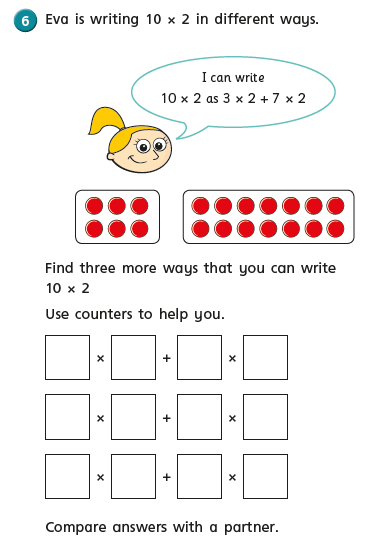 6 Eva is writing 10 × 2 in different ways.
I can write
10 × 2 as 3 × 2 + 7 × 2
Find three more ways that you can write
10 × 2
Use counters to help you.
× + ×
× + ×
× + ×
Compare answers with a partner.